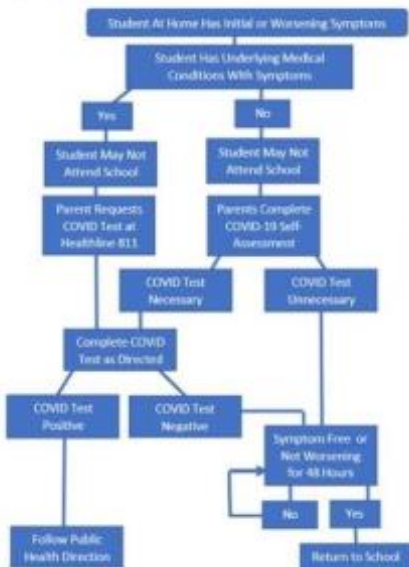 Student At Home Has Initial or Worsening Symptoms
Student Has Underlying Medical
Conditions With Symptoms
Yes
No
Student May Not
Attend School
Student May Not
Attend School
Parent Requests
COVID Test at
Healthline 811
Parents Complete
COVID-19 Self-
Assessment
COVID Test
Necessary
COVID Test
Unnecessary
Complete COVID
Test as Directed
COVID Test
Positive
COVID Test
Negative
Symptom Free or
Not Worsening
for 48 Hours
No
Yes
Follow Public
Health Direction
Return to School